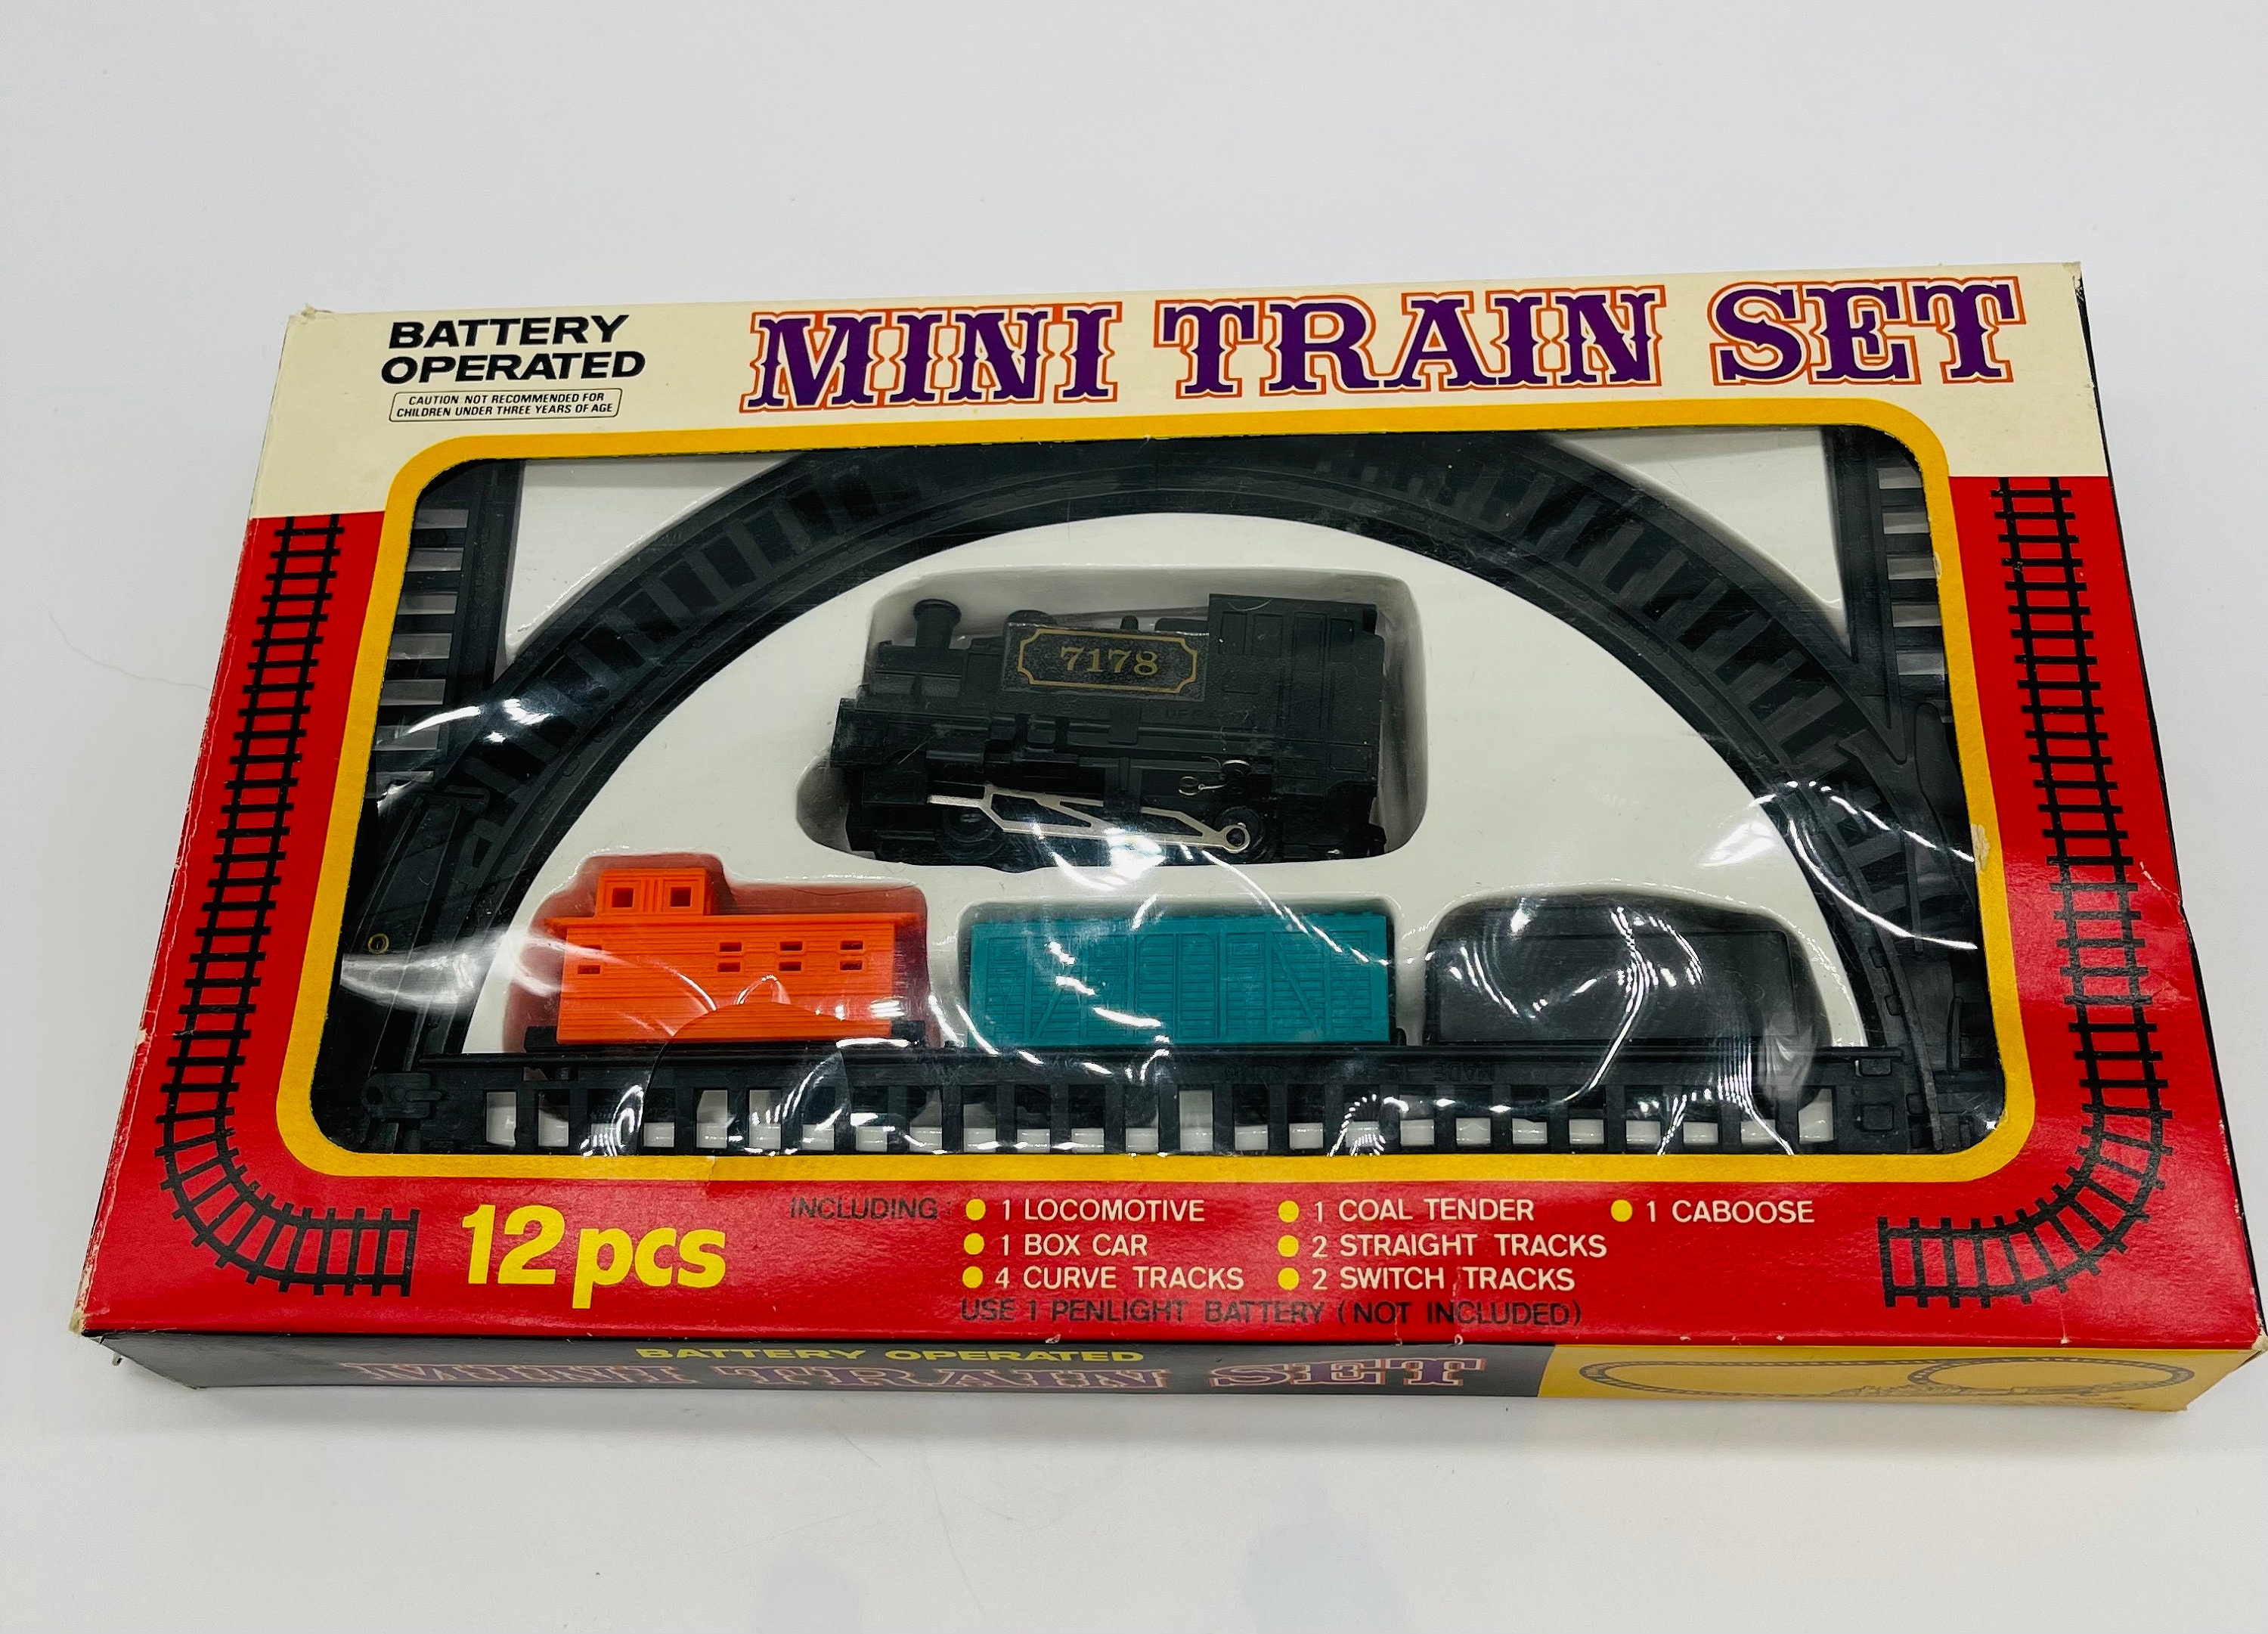 BATTERY
OPERATED
CAUTION NOT RECOMMENDED FOR
CHILDREN UNDER THREE YEARS OF AGE
MINI TRAIN SET
7178
OFF
12 pcs
INCLUDING
1 LOCOMOTIVE
1 COAL TENDER
1 CABOOSE
1 BOX CAR
2 STRAIGHT TRACKS
4 CURVE TRACKS
2 SWITCH TRACKS
USE 1 PENLIGHT BATTERY (NOT INCLUDED)
BATTERY OPERATED
MINI TRAIN SET